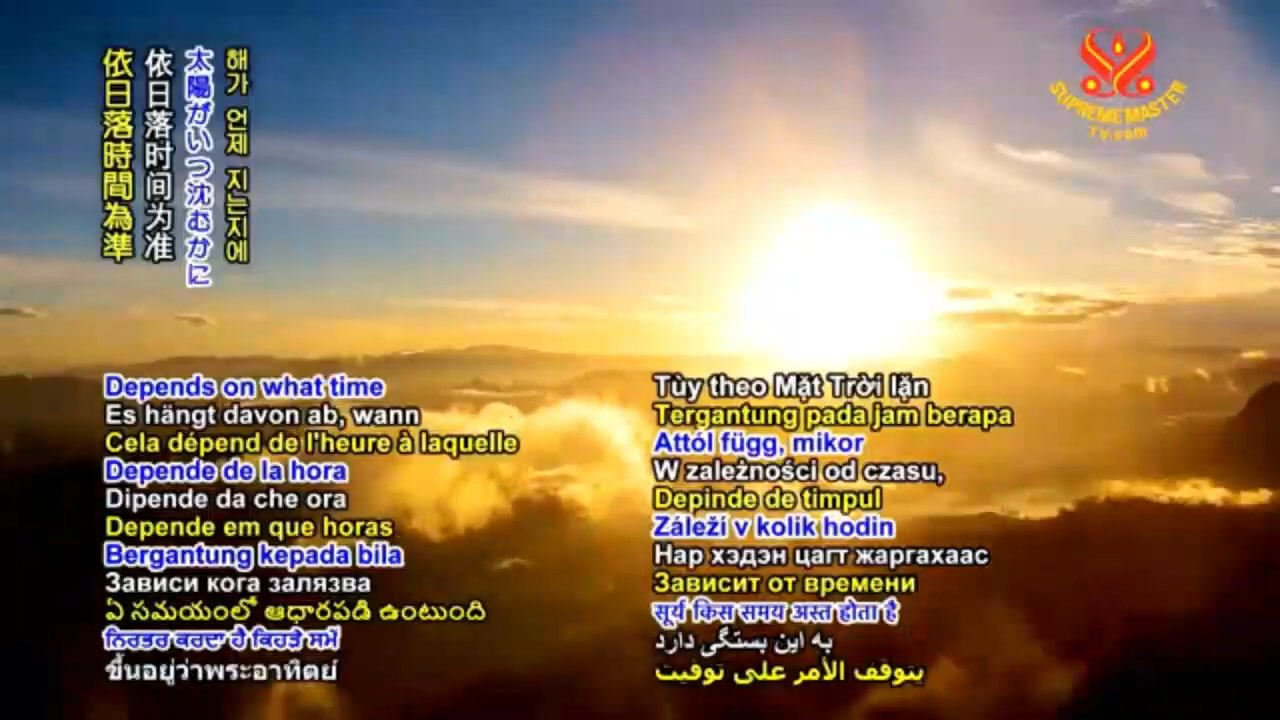 依日落時間為準
依日落时间为准
太陽がいつ沈むかに
해가 언제 지는지에
SUPREME MASTER
TV.com
Depends on what time
Es hängt davon ab, wann
Cela dépend de l'heure à laquelle
Depende de la hora
Dipende da che ora
Depende em que horas
Bergantung kepada bila
Зависи кога залязва
ఏ సమయంలో ఆధారపడి ఉంటుంది
ਨਿਰਭਰ ਕਰਦਾ ਹੈ ਕਿਹੜੇ ਸਮੇਂ
ขึ้นอยู่ว่าพระอาทิตย์
Tùy theo Mặt Trời lặn
Tergantung pada jam berapa
Attól függ, mikor
W zależności od czasu,
Depinde de timpul
Záleží v kolik hodin
Нар хэдэн цагт жаргахаас
Зависит от времени
सूर्य किस समय अस्त होता है
به این بستگی دارد
يتوقف الأمر على توقيت